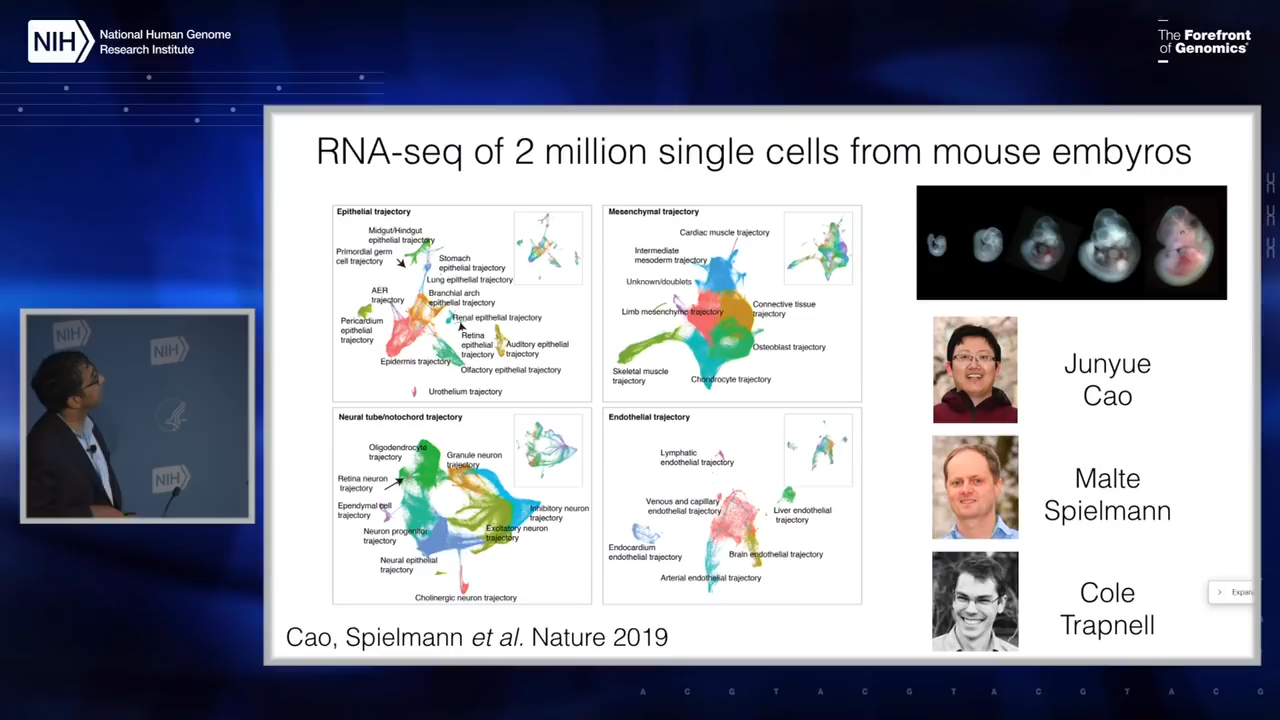 NIH
National Human Genome
Research Institute
The Forefront
of Genomics®
RNA-seq of 2 million single cells from mouse embyros
Epithelial trajectory
Midgut/Hindgut
epithelial trajectory
Primordial germ
cell trajectory
Stomach
epithelial trajectory
Lung epithelial trajectory
AER
trajectory
Branchial arch
epithelial trajectory
Pericardium
epithelial
trajectory
Renal epithelial trajectory
Retina
epithelial
trajectory
Auditory epithelial
trajectory
Epidermis trajectory
Olfactory epithelial trajectory
Urothelium trajectory
Mesenchymal trajectory
Cardiac muscle trajectory
Intermediate
mesoderm trajectory
Unknown/doublets
Limb mesenchyme trajectory
Connective tissue
trajectory
Osteoblast trajectory
Skeletal muscle
trajectory
Chondrocyte trajectory
Neural tube/notochord trajectory
Oligodendrocyte
trajectory
Granule neuron
trajectory
Retina neuron
trajectory
Ependymal cell
trajectory
Inhibitory neuron
trajectory
Neuron progenitor
trajectory
Excitatory neuron
trajectory
Neural epithelial
trajectory
Cholinergic neuron trajectory
Endothelial trajectory
Lymphatic
endothelial trajectory
Venous and capillary
endothelial trajectory
Liver endothelial
trajectory
Endocardium
endothelial trajectory
Brain endothelial trajectory
Arterial endothelial trajectory
Junyue
Cao
Malte
Spielmann
Cole
Trapnell
Cao, Spielmann et al. Nature 2019
NIH
NIH
NIH
A C G T A C G T A C G T A C G